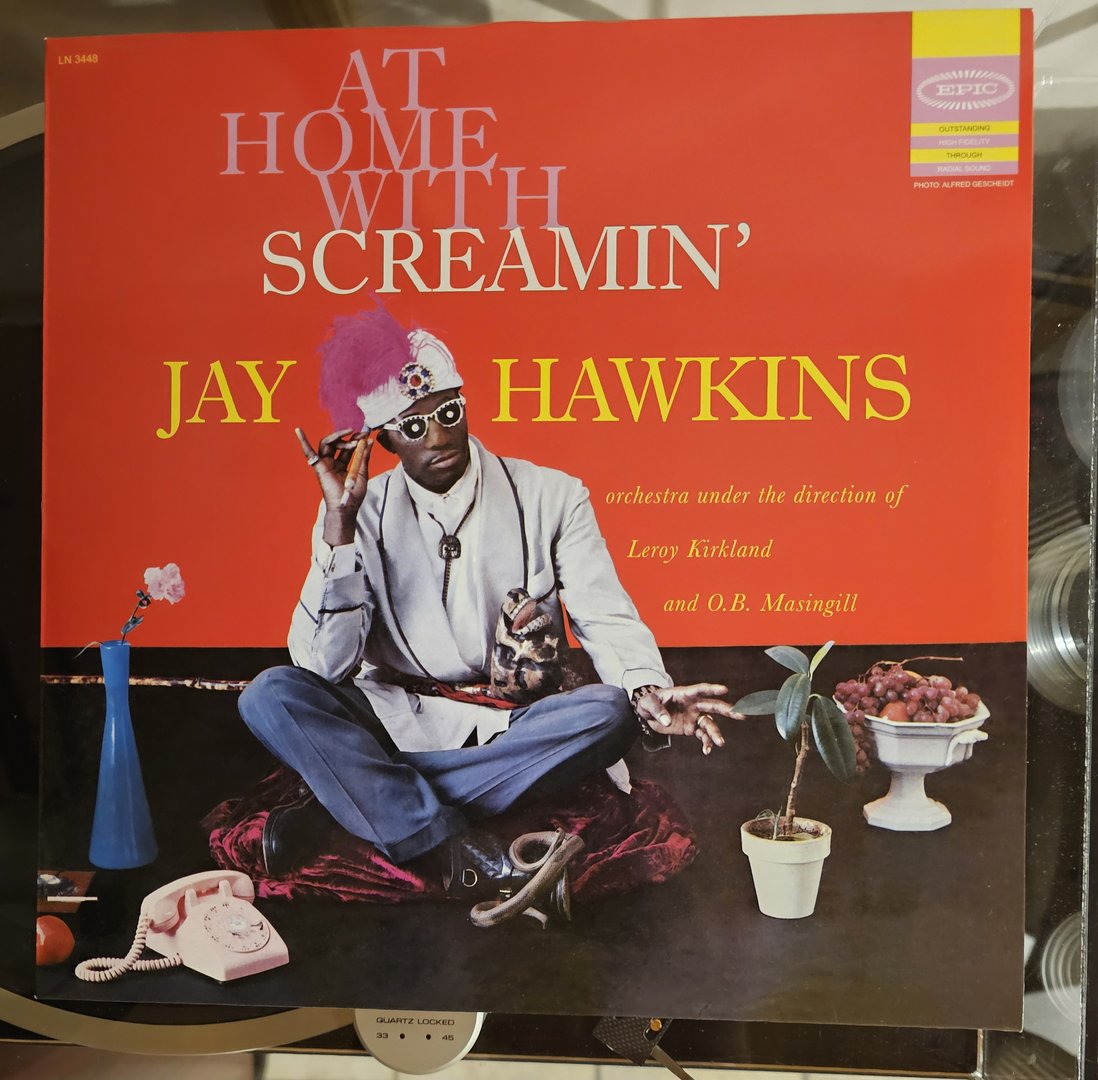 LN 3448
AT
HOME
WITH
SCREAMIN'
JAY HAWKINS
orchestra under the direction of
Leroy Kirkland
and O.B. Masingill
EPIC
OUTSTANDING
HIGH FIDELITY
THROUGH
RADIAL SOUND
PHOTO: ALFRED GESCHEIDT
QUARTZ LOCKED
33 45